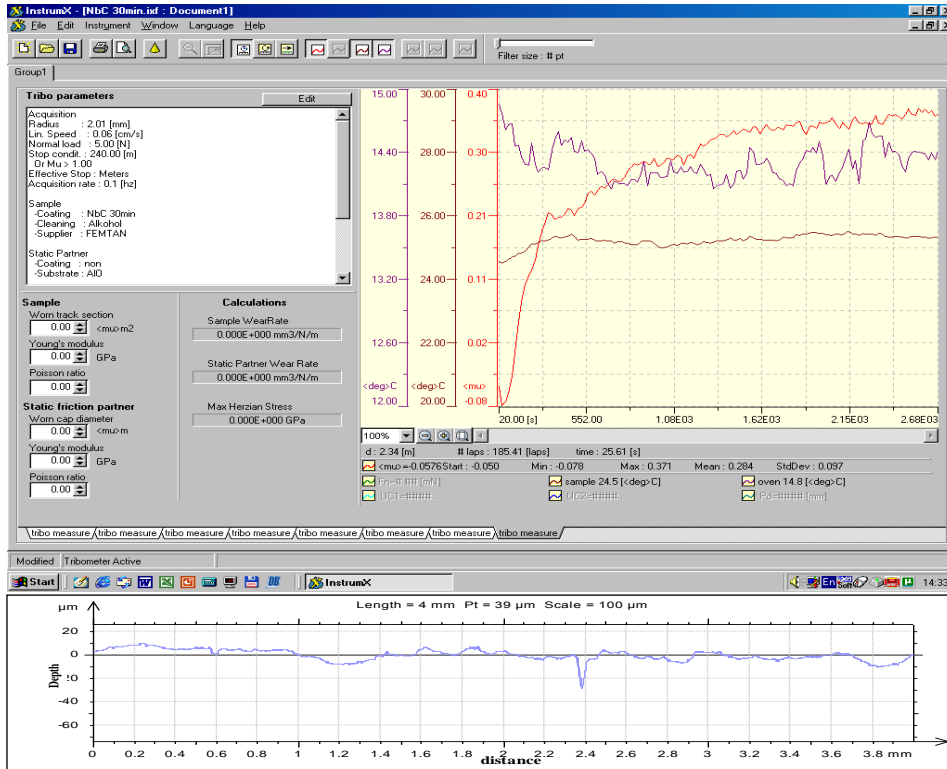 InstrumX - [NbC 30min.ixf : Document1]
File Edit Instrument Window Language Help
Filter size : # pt
Group1
Tribo parameters
Edit
Acquisition
Radius : 2.01 [mm]
Lin. Speed : 0.06 [cm/s]
Normal load : 5.00 [N]
Stop condit. : 240.00 [m]
Or Mu > 1.00
Effective Stop : Meters
Acquisition rate : 0.1 [hz]
Sample
-Coating : NbC 30min
-Cleaning : Alkohol
-Supplier : FEMTAN
Static Partner
-Coating : non
-Substrate : AlO
Sample
Worn track section
0.00 <mu>m2
Young's modulus
0.00 GPa
Poisson ratio
0.00
Static friction partner
Worn cap diameter
0.00 <mu>m
Young's modulus
0.00 GPa
Poisson ratio
0.00
Calculations
Sample WearRate
0.000E+000 mm3/N/m
Static Partner Wear Rate
0.000E+000 mm3/N/m
Max Herzian Stress
0.000E+000 GPa
15.00 30.00 0.40
14.40 28.00 0.30
13.80 26.00 0.21
13.20 24.00 0.11
12.60 22.00 0.02
<deg>C <deg>C <mu>
12.00 20.00 -0.08
20.00 [s] 552.00 1.08E03 1.62E03 2.15E03 2.68E03
100%
d : 2.34 [m] # laps : 185.41 [laps] time : 25.61 [s]
<mu>=-0.0576 Start : -0.050 Min : -0.078 Max : 0.371 Mean : 0.284 StdDev : 0.097
Fn=#.## [mN] sample 24.5 [<deg>C] oven 14.8 [<deg>C]
UC1=#### UC2=#### Pd=#### [mm]
tribo measure tribo measure tribo measure tribo measure tribo measure tribo measure tribo measure tribo measure
Modified Tribometer Active
Start InstrumX En 14:33
µm Length = 4 mm Pt = 39 µm Scale = 100 µm
20
0
-20
-40
-60
Depth
0 0.2 0.4 0.6 0.8 1 1.2 1.4 1.6 1.8 2 2.2 2.4 2.6 2.8 3 3.2 3.4 3.6 3.8 mm
distance